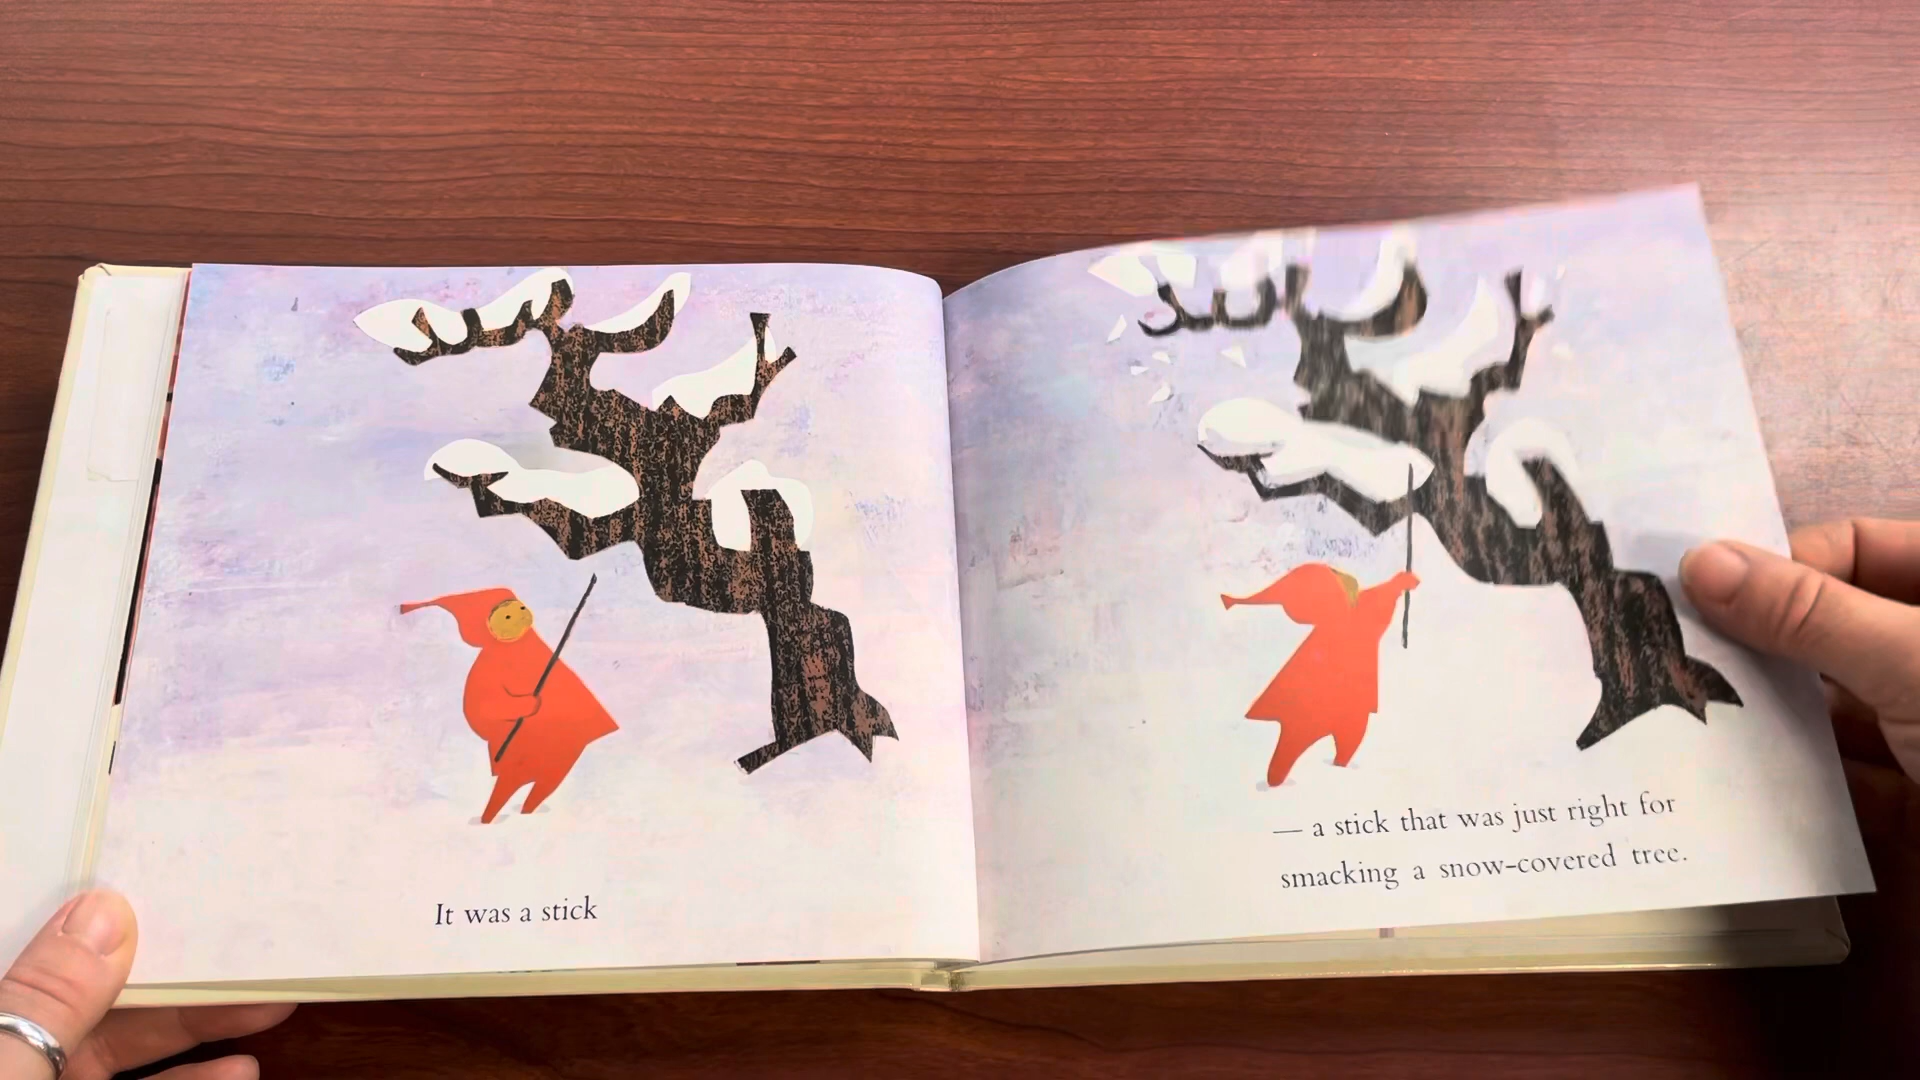 It was a stick
— a stick that was just right for
smacking a snow-covered tree.